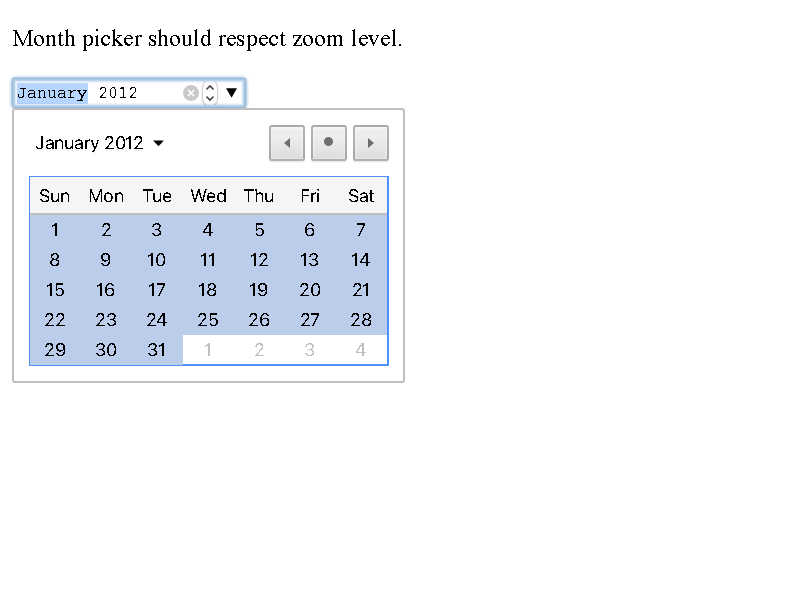 Month picker should respect zoom level.
January 2012
January 2012
Sun Mon Tue Wed Thu Fri Sat
1 2 3 4 5 6 7
8 9 10 11 12 13 14
15 16 17 18 19 20 21
22 23 24 25 26 27 28
29 30 31 1 2 3 4